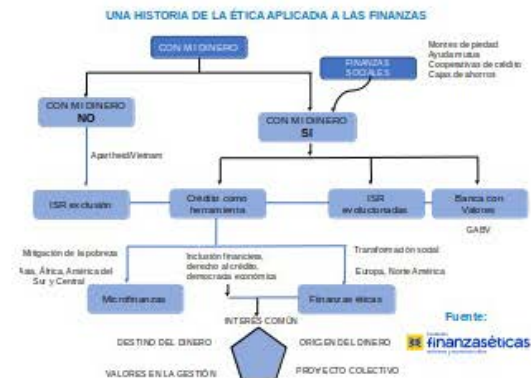 UNA HISTORIA DE LA ÉTICA APLICADA A LAS FINANZAS
CON MI DINERO
FINANZAS
SOCIALES
Montes de piedad
Ayuda mutua
Cooperativas de crédito
Cajas de ahorros
CON MI DINERO
NO
CON MI DINERO
SÍ
Apartheid/Vietnam
ISR exclusión
Crédito como
herramienta
ISR
evolucionadas
Banca con
Valores
GABV
Mitigación de la pobreza
Asia, África, América del
Sur y Central
Inclusión financiera,
derecho al crédito,
democracia económica
Transformación social
Europa, Norte América
Microfinanzas
Finanzas éticas
INTERÉS COMÚN
Fuente:
finanzaséticas
DESTINO DEL DINERO
ORIGEN DEL DINERO
VALORES EN LA GESTIÓN
PROYECTO COLECTIVO